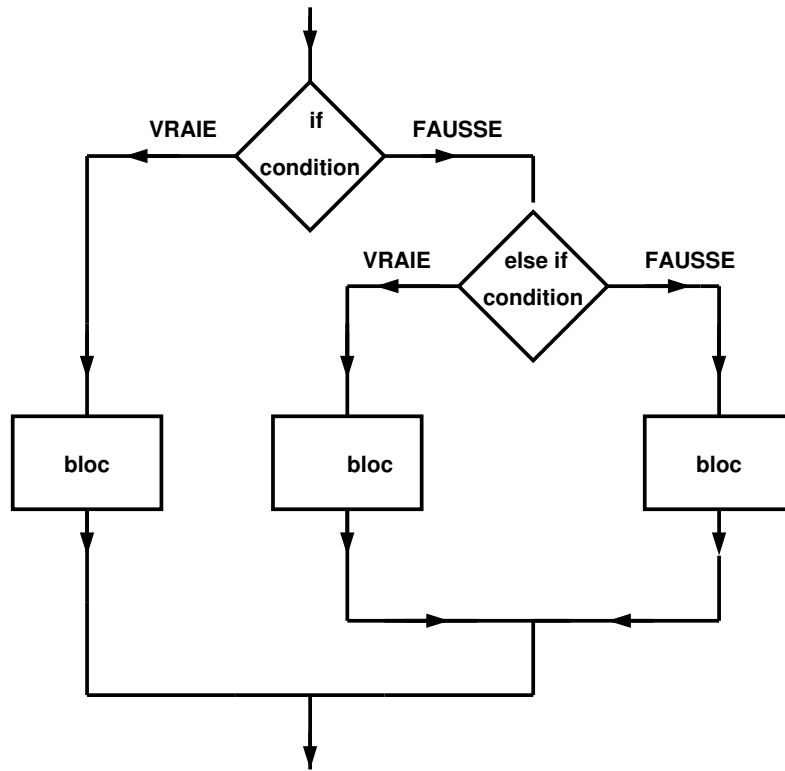 if
condition
VRAIE
FAUSSE
else if
condition
VRAIE
FAUSSE
bloc
bloc
bloc